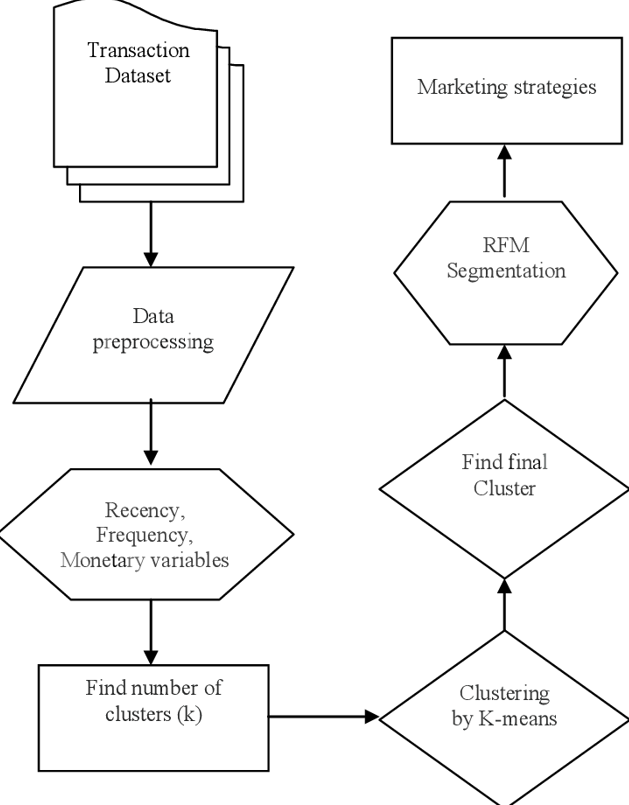 Transaction
Dataset
Data
preprocessing
Recency,
Frequency,
Monetary variables
Find number of
clusters (k)
Clustering
by K-means
Find final
Cluster
RFM
Segmentation
Marketing strategies